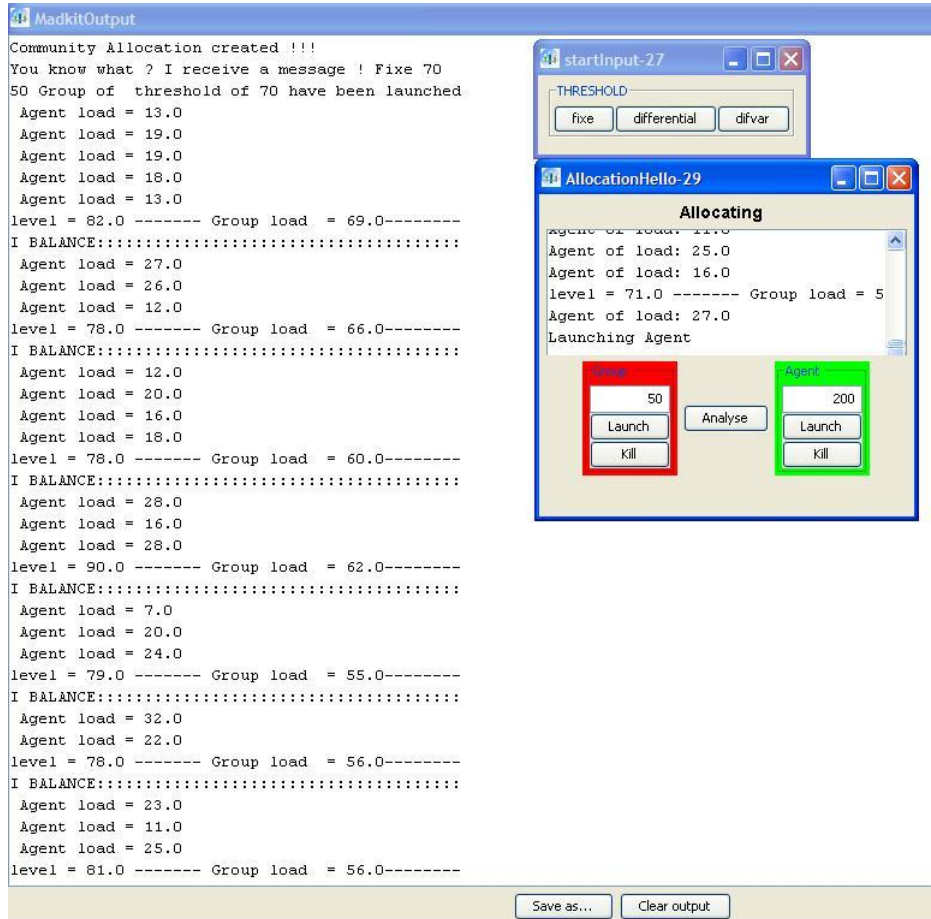 MadkitOutput
Community Allocation created !!!
You know what ? I receive a message ! Fixe 70
50 Group of  threshold of 70 have been launched
Agent load = 13.0
Agent load = 19.0
Agent load = 19.0
Agent load = 18.0
Agent load = 13.0
level = 82.0 ------- Group load  = 69.0--------
I BALANCE::::::::::::::::::::::::::::::::::::::
Agent load = 27.0
Agent load = 26.0
Agent load = 12.0
level = 78.0 ------- Group load  = 66.0--------
I BALANCE::::::::::::::::::::::::::::::::::::::
Agent load = 12.0
Agent load = 20.0
Agent load = 16.0
Agent load = 18.0
level = 78.0 ------- Group load  = 60.0--------
I BALANCE::::::::::::::::::::::::::::::::::::::
Agent load = 28.0
Agent load = 16.0
Agent load = 28.0
level = 90.0 ------- Group load  = 62.0--------
I BALANCE::::::::::::::::::::::::::::::::::::::
Agent load = 7.0
Agent load = 20.0
Agent load = 24.0
level = 79.0 ------- Group load  = 55.0--------
I BALANCE::::::::::::::::::::::::::::::::::::::
Agent load = 32.0
Agent load = 22.0
level = 78.0 ------- Group load  = 56.0--------
I BALANCE::::::::::::::::::::::::::::::::::::::
Agent load = 23.0
Agent load = 11.0
Agent load = 25.0
level = 81.0 ------- Group load  = 56.0--------
startInput-27
THRESHOLD
fixe differential difvar
AllocationHello-29
Allocating
Agent of load: 11.0
Agent of load: 25.0
Agent of load: 16.0
level = 71.0 ------- Group load = 5
Agent of load: 27.0
Launching Agent
Group Agent
50 200
Launch Analyse Launch
Kill Kill
Save as... Clear output